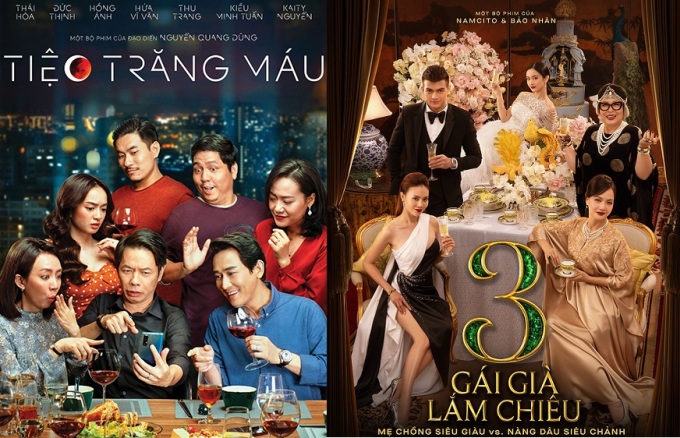 THÁI HÒA
ĐỨC THỊNH
HỒNG ÁNH
HỨA VĨ VĂN
THU TRANG
KIỀU MINH TUẤN
KAITY NGUYỄN
MỘT BỘ PHIM CỦA ĐẠO DIỄN NGUYỄN QUANG DŨNG
TIỆC TRĂNG MÁU
MỘT BỘ PHIM CỦA
NAMCITO & BẢO NHÂN
3
GÁI GIÀ
LẮM CHIÊU
MẸ CHỒNG SIÊU GIÀU vs. NÀNG DÂU SIÊU CHẢNH